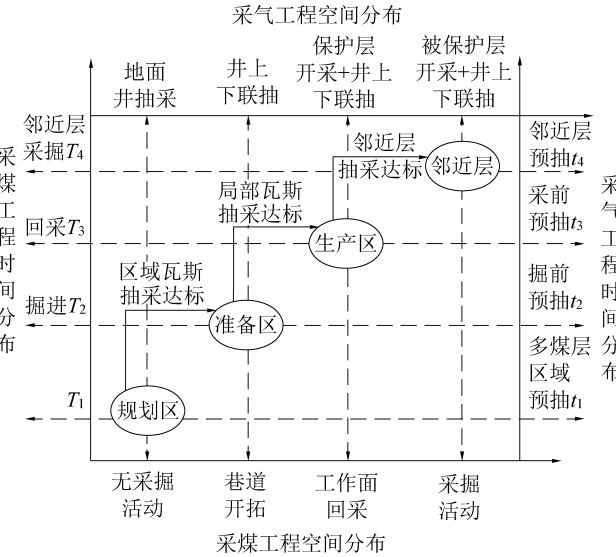 采气工程空间分布
地面
井抽采
井上
下联抽
保护层
开采+井上
下联抽
被保护层
开采+井上
下联抽
邻近层
采掘T4
回采T3
掘进T2
T1
采煤工程时间分布
邻近层
抽采达标
邻近层
局部瓦斯
抽采达标
生产区
区域瓦斯
抽采达标
准备区
规划区
邻近层
预抽t4
采前
预抽t3
掘前
预抽t2
多煤层
区域
预抽t1
采气工程时间分布
无采掘
活动
巷道
开拓
工作面
回采
采掘
活动
采煤工程空间分布